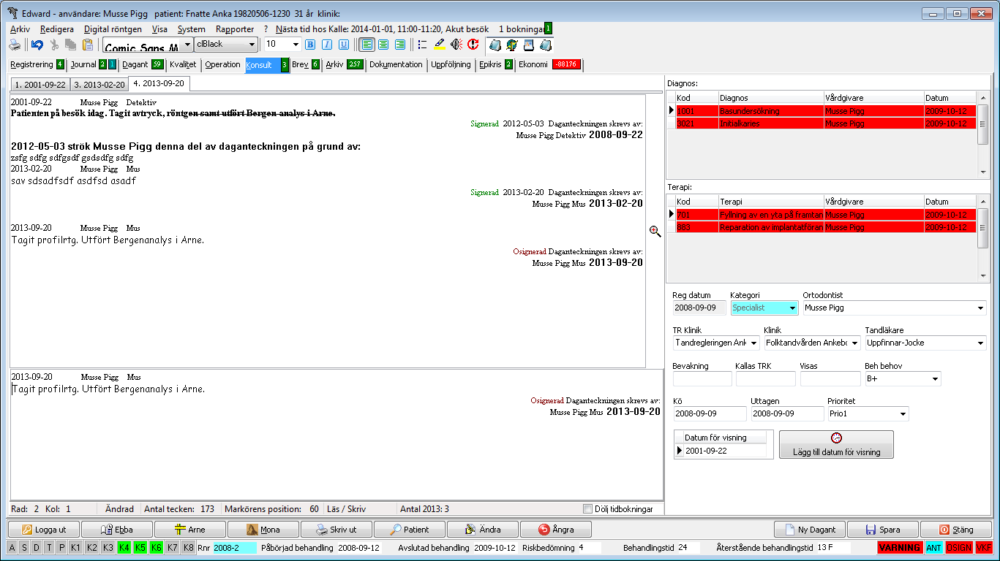 Edward - användare: Musse Pigg   patient: Fnatte Anka 19820506-1230  31 år  klinik:
Arkiv Redigera Digital röntgen Visa System Rapporter ? Nästa tid hos Kalle: 2014-01-01, 11:00-11:20, Akut besök 1 bokningar 1
Comic Sans M clBlack 10 B I U
Registrering 4 Journal 2 1 Dagant 59 Kvalitet Operation Konsult 3 Brev 6 Arkiv 257 Dokumentation Uppföljning Epikris 2 Ekonomi -88176
1. 2001-09-22 3. 2013-02-20 4. 2013-09-20
2001-09-22 Musse Pigg Detektiv
Patienten på besök idag. Tagit avtryck, röntgen samt utfört Bergen analys i Arne.
Signerad 2012-05-03 Daganteckningen skrevs av:
Musse Pigg Detektiv 2008-09-22
2012-05-03 strök Musse Pigg denna del av daganteckningen på grund av:
zsfg sdfg sdfgsdf gsdsdfg sdfg
2013-02-20 Musse Pigg Mus
sav sdsadfsdf asdfsd asadf
Signerad 2013-02-20 Daganteckningen skrevs av:
Musse Pigg Mus 2013-02-20
2013-09-20 Musse Pigg Mus
Tagit profilrtg. Utfört Bergenanalys i Arne.
Osignerad Daganteckningen skrevs av:
Musse Pigg Mus 2013-09-20
2013-09-20 Musse Pigg Mus
Tagit profilrtg. Utfört Bergenanalys i Arne.
Osignerad Daganteckningen skrevs av:
Musse Pigg Mus 2013-09-20
Diagnos:
Kod Diagnos Vårdgivare Datum
1001 Basundersökning Musse Pigg 2009-10-12
3021 Initialkaries Musse Pigg 2009-10-12
Terapi:
Kod Terapi Vårdgivare Datum
701 Fyllning av en yta på framtan Musse Pigg 2009-10-12
883 Reparation av implantatföran Musse Pigg 2009-10-12
Reg datum Kategori Ortodontist
2008-09-09 Specialist Musse Pigg
TR Klinik Klinik Tandläkare
Tandregleringen Ank Folktandvården Ankebo Uppfinnar-Jocke
Bevakning Kallas TRK Visas Beh behov
B+
Kö Uttagen Prioritet
2008-09-09 2008-09-09 Prio1
Datum för visning
2001-09-22
Lägg till datum för visning
Rad: 2 Kol: 1 Ändrad Antal tecken: 173 Markörens position: 60 Läs / Skriv Antal 2013: 3 Dölj tidbokningar
Logga ut Ebba Arne Mona Skriv ut Patient Ändra Ångra Ny Dagant Spara Stäng
A S D T P K1 K2 K3 K4 K5 K6 K7 K8 Rnr 2008-2 Påbörjad behandling 2008-09-12 Avslutad behandling 2009-10-12 Riskbedömning 4 Behandlingstid 24 Återstående behandlingstid 13 F VARNING ANT OSIGN VKF